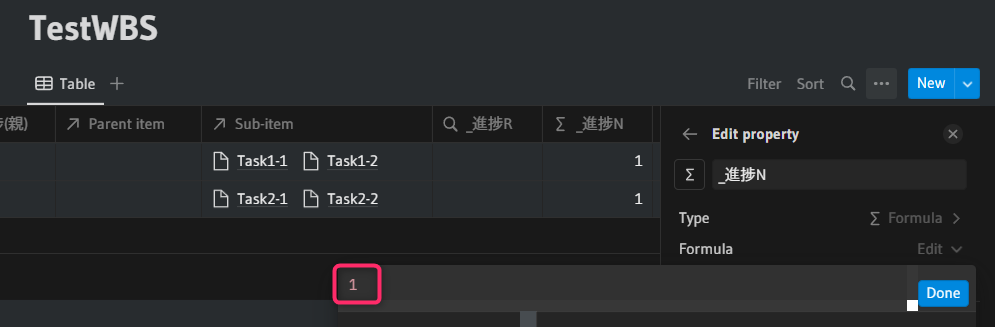 TestWBS
Table
Filter Sort ... New
(親) Parent item Sub-item _進捗R Σ _進捗N
Edit property
Task1-1 Task1-2 1
Σ _進捗N
Task2-1 Task2-2 1
Type Σ Formula
Formula Edit
1
Done